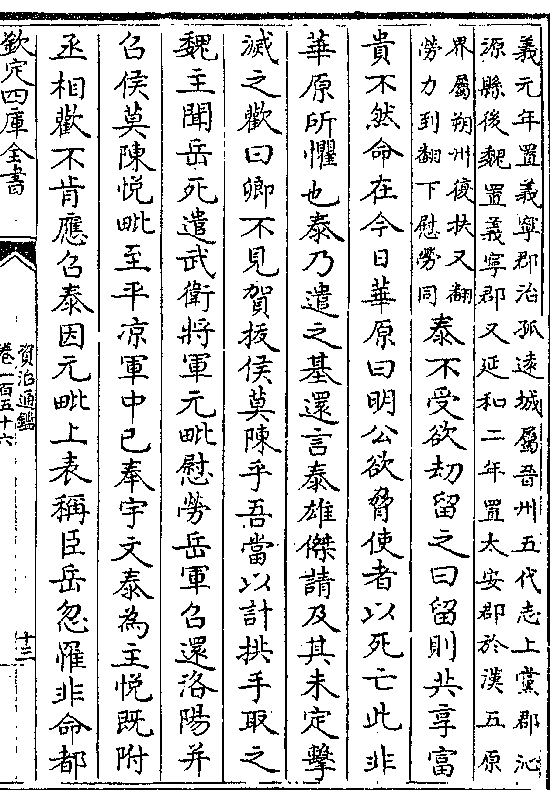 義元年置義寧郡治孤遠城屬晉州五代志上黨郡沁
源縣後魏置義寧郡又延和二年置太安郡於漢五原
界屬朔州復扶又翻
勞力到翻下慰勞同
泰不受欲刼留之曰留則共享富
貴不然命在今日華原曰明公欲脅使者以死亡此非
華原所懼也泰乃遣之基還言泰雄傑請及其未定擊
滅之歡曰卿不見賀拔侯莫陳乎吾當以計拱手取之
魏主聞岳死遣武衛將軍元毗慰勞岳軍召還洛陽并
召侯莫陳悅毗至平凉軍中已奉宇文泰為主悅既附
丞相歡不肯應召泰因元毗上表稱臣岳忽罹非命都
欽定四庫全書
資治通鑑
卷一百五十六
十三